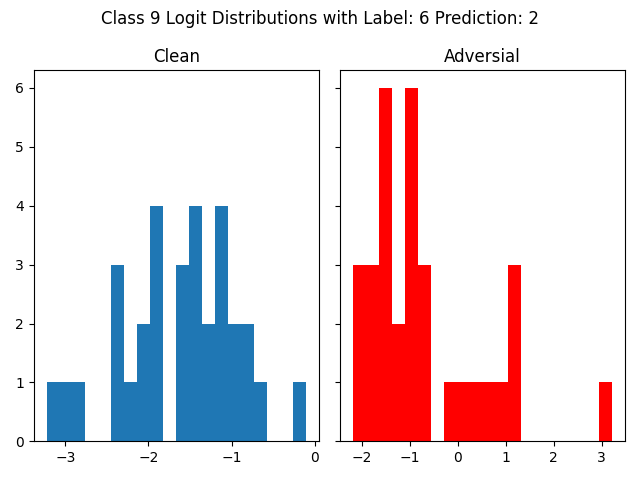 Class 9 Logit Distributions with Label: 6 Prediction: 2
Clean
Adversial
6
5
4
3
2
1
0
−3 −2 −1 0
−2 −1 0 1 2 3